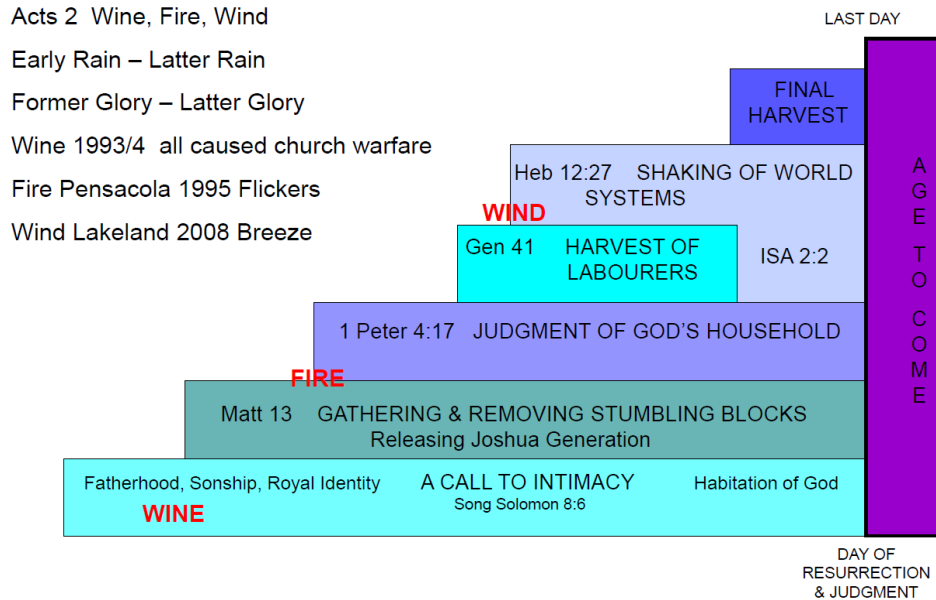 Acts 2 Wine, Fire, Wind
Early Rain – Latter Rain
Former Glory – Latter Glory
Wine 1993/4 all caused church warfare
Fire Pensacola 1995 Flickers
Wind Lakeland 2008 Breeze
LAST DAY
FINAL
HARVEST
Heb 12:27 SHAKING OF WORLD
SYSTEMS
WIND
Gen 41 HARVEST OF
LABOURERS
ISA 2:2
1 Peter 4:17 JUDGMENT OF GOD'S HOUSEHOLD
FIRE
Matt 13 GATHERING & REMOVING STUMBLING BLOCKS
Releasing Joshua Generation
Fatherhood, Sonship, Royal Identity A CALL TO INTIMACY Habitation of God
Song Solomon 8:6
WINE
AGE TO COME
DAY OF
RESURRECTION
& JUDGMENT